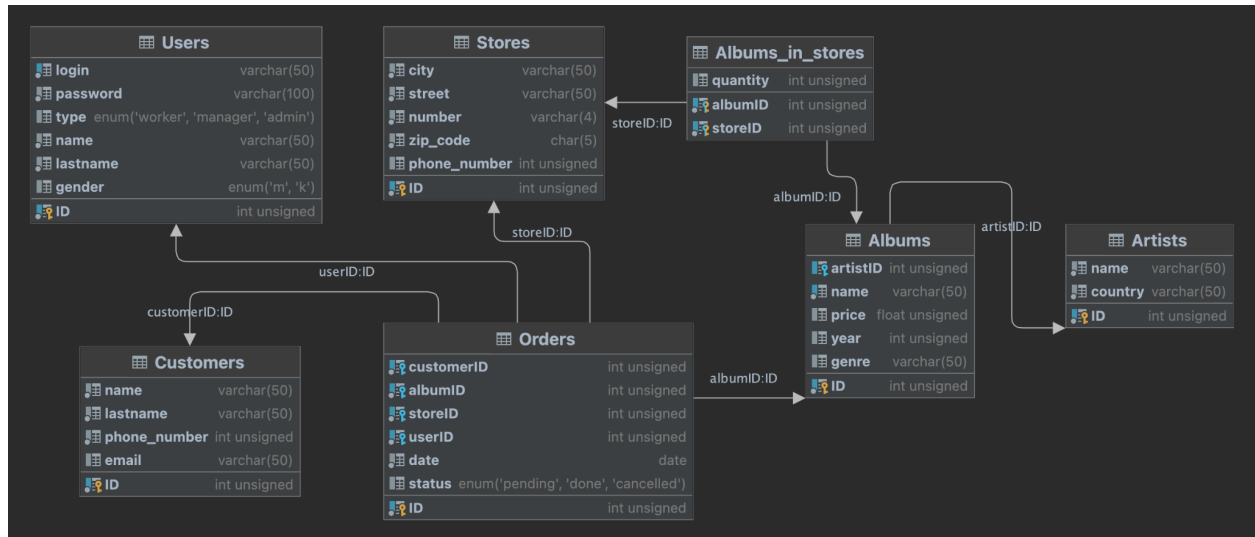 Users
login varchar(50)
password varchar(100)
type enum('worker', 'manager', 'admin')
name varchar(50)
lastname varchar(50)
gender enum('m', 'k')
ID int unsigned
Stores
city varchar(50)
street varchar(50)
number varchar(4)
zip_code char(5)
phone_number int unsigned
ID int unsigned
Albums_in_stores
quantity int unsigned
albumID int unsigned
storeID int unsigned
storeID:ID
albumID:ID
artistID:ID
storeID:ID
userID:ID
customerID:ID
albumID:ID
Albums
artistID int unsigned
name varchar(50)
price float unsigned
year int unsigned
genre varchar(50)
ID int unsigned
Artists
name varchar(50)
country varchar(50)
ID int unsigned
Customers
name varchar(50)
lastname varchar(50)
phone_number int unsigned
email varchar(50)
ID int unsigned
Orders
customerID int unsigned
albumID int unsigned
storeID int unsigned
userID int unsigned
date date
status enum('pending', 'done', 'cancelled')
ID int unsigned